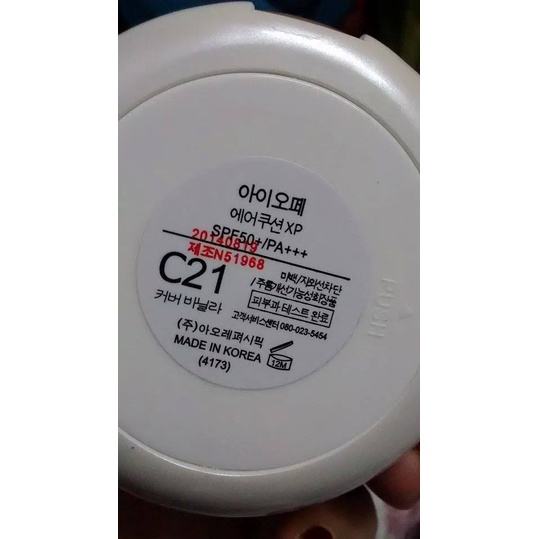 아이오페
에어쿠션 XP
SPF50+/PA+++
20140819
제조N51968
C21
커버 바닐라
미백/자외선차단
/주름개선기능성화장품
피부과 테스트 완료
고객서비스센터 080-023-5454
(주)아오레퍼시픽
MADE IN KOREA
(4173)
12M
PUSH